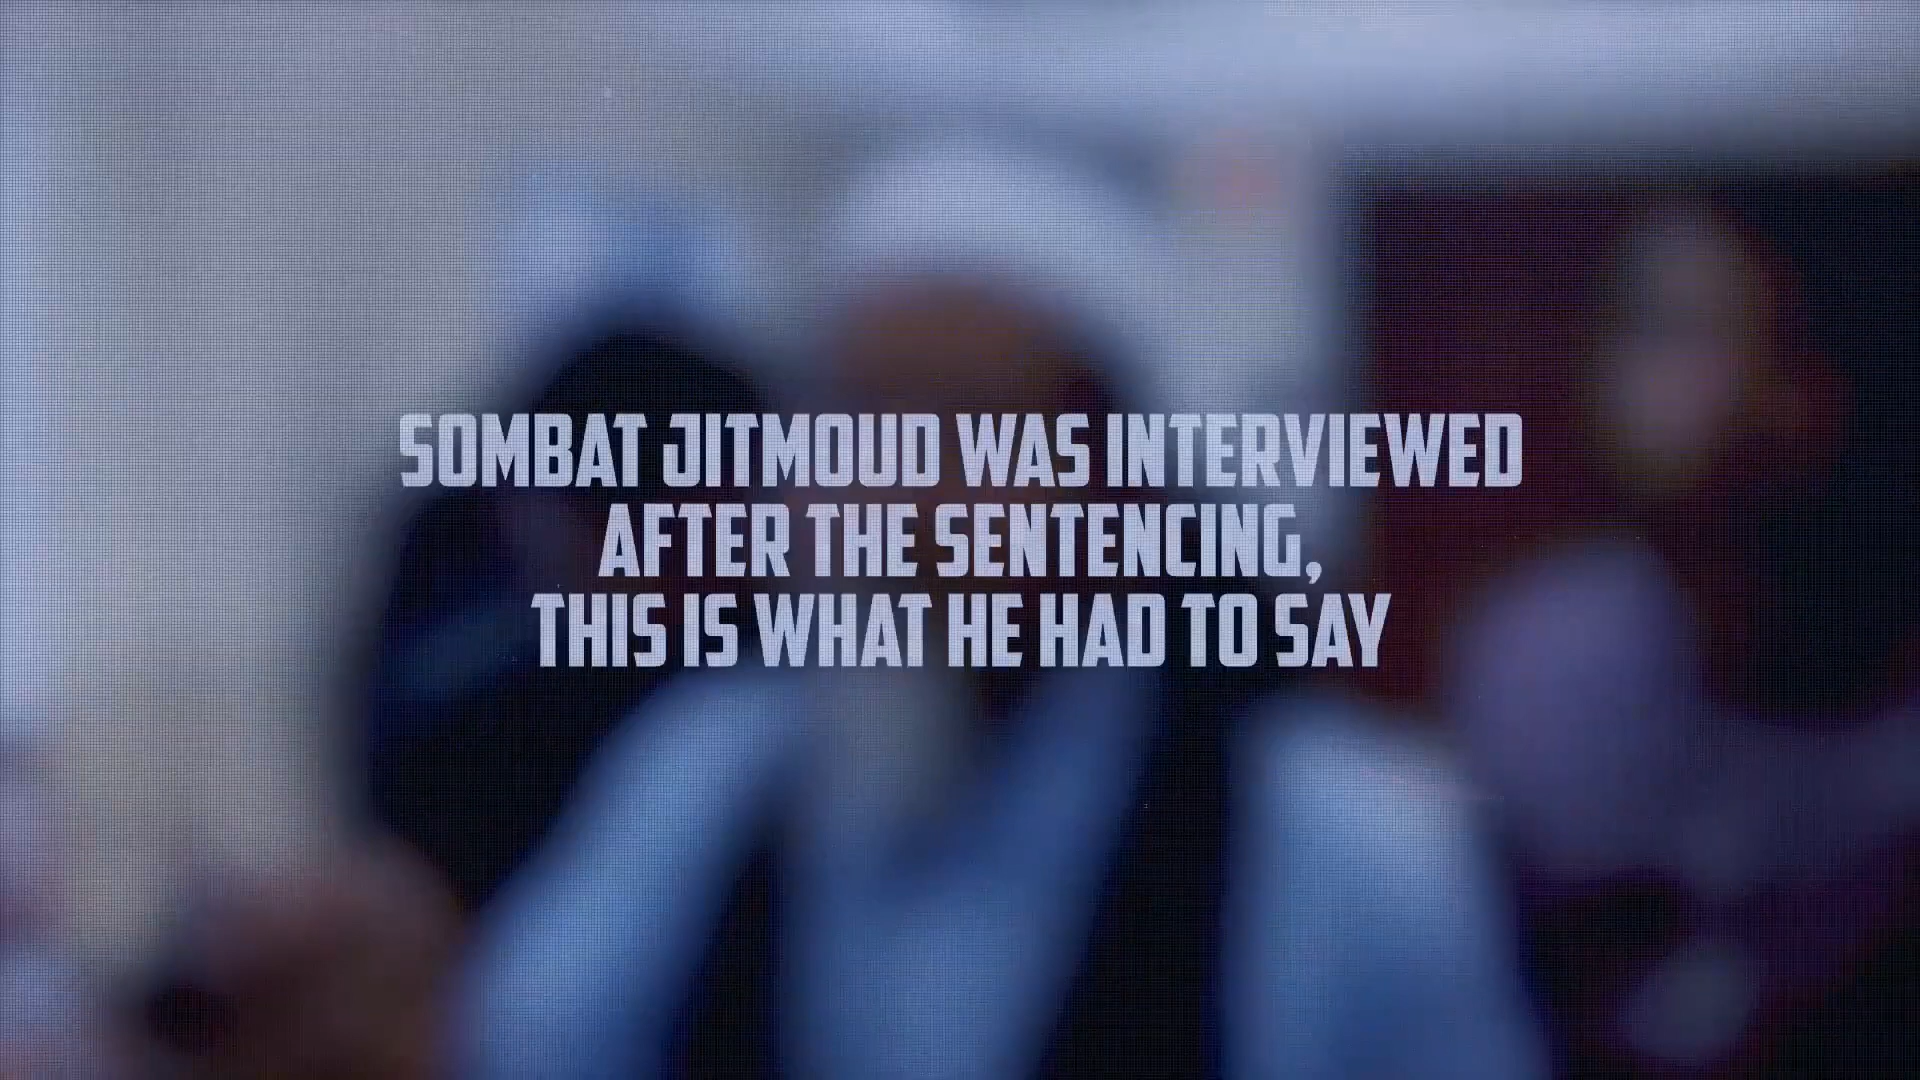 SOMBAT JITMOUD WAS INTERVIEWED
AFTER THE SENTENCING,
THIS IS WHAT HE HAD TO SAY